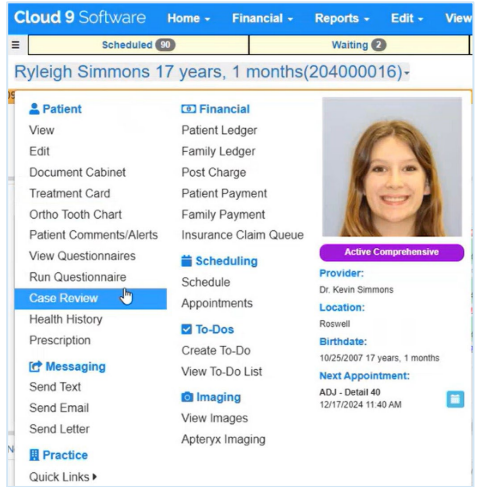 Cloud 9 Software Home Financial Reports Edit View
Scheduled 90 Waiting 2
Ryleigh Simmons 17 years, 1 months(204000016)
Patient
View
Edit
Document Cabinet
Treatment Card
Ortho Tooth Chart
Patient Comments/Alerts
View Questionnaires
Run Questionnaire
Case Review
Health History
Prescription
Messaging
Send Text
Send Email
Send Letter
Practice
Quick Links
Financial
Patient Ledger
Family Ledger
Post Charge
Patient Payment
Family Payment
Insurance Claim Queue
Scheduling
Schedule
Appointments
To-Dos
Create To-Do
View To-Do List
Imaging
View Images
Apteryx Imaging
Active Comprehensive
Provider:
Dr. Kevin Simmons
Location:
Roswell
Birthdate:
10/25/2007 17 years, 1 months
Next Appointment:
ADJ - Detail 40
12/17/2024 11:40 AM